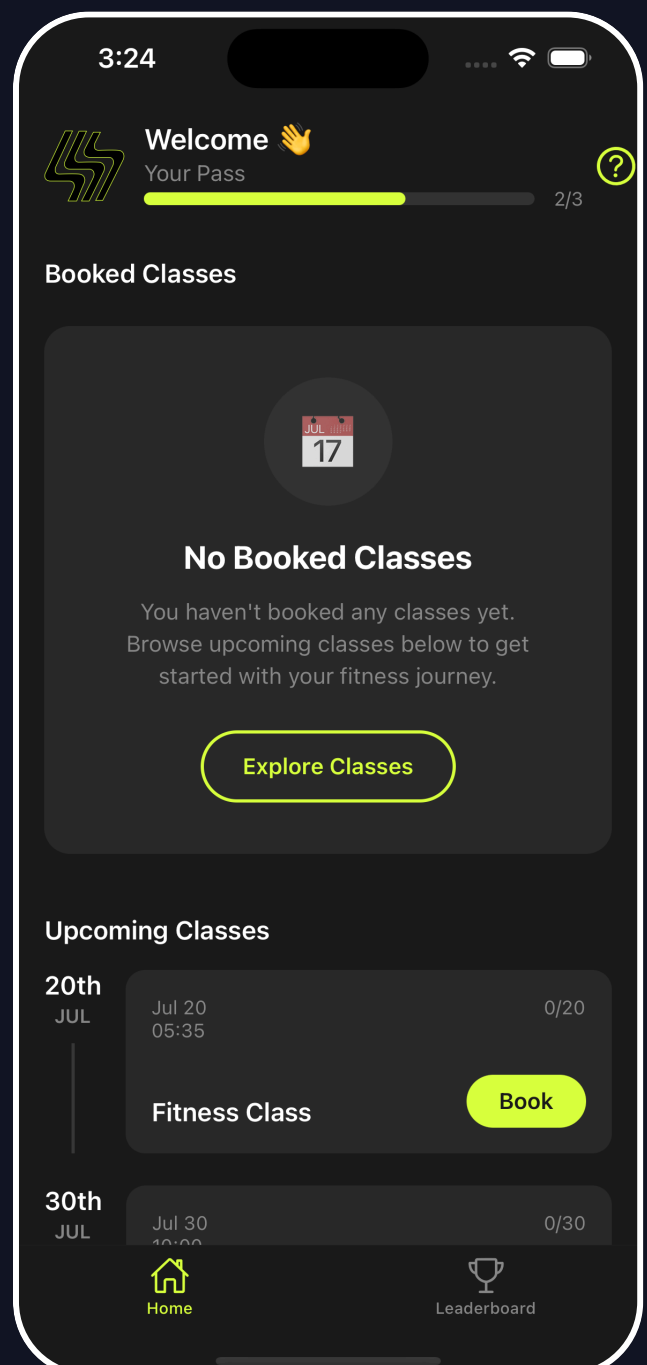 3:24
Welcome 👋
Your Pass
2/3
?
Booked Classes
JUL
17
No Booked Classes
You haven't booked any classes yet.
Browse upcoming classes below to get
started with your fitness journey.
Explore Classes
Upcoming Classes
20th
JUL
Jul 20
0/20
05:35
Fitness Class
Book
30th
JUL
Jul 30
0/30
Home
Leaderboard